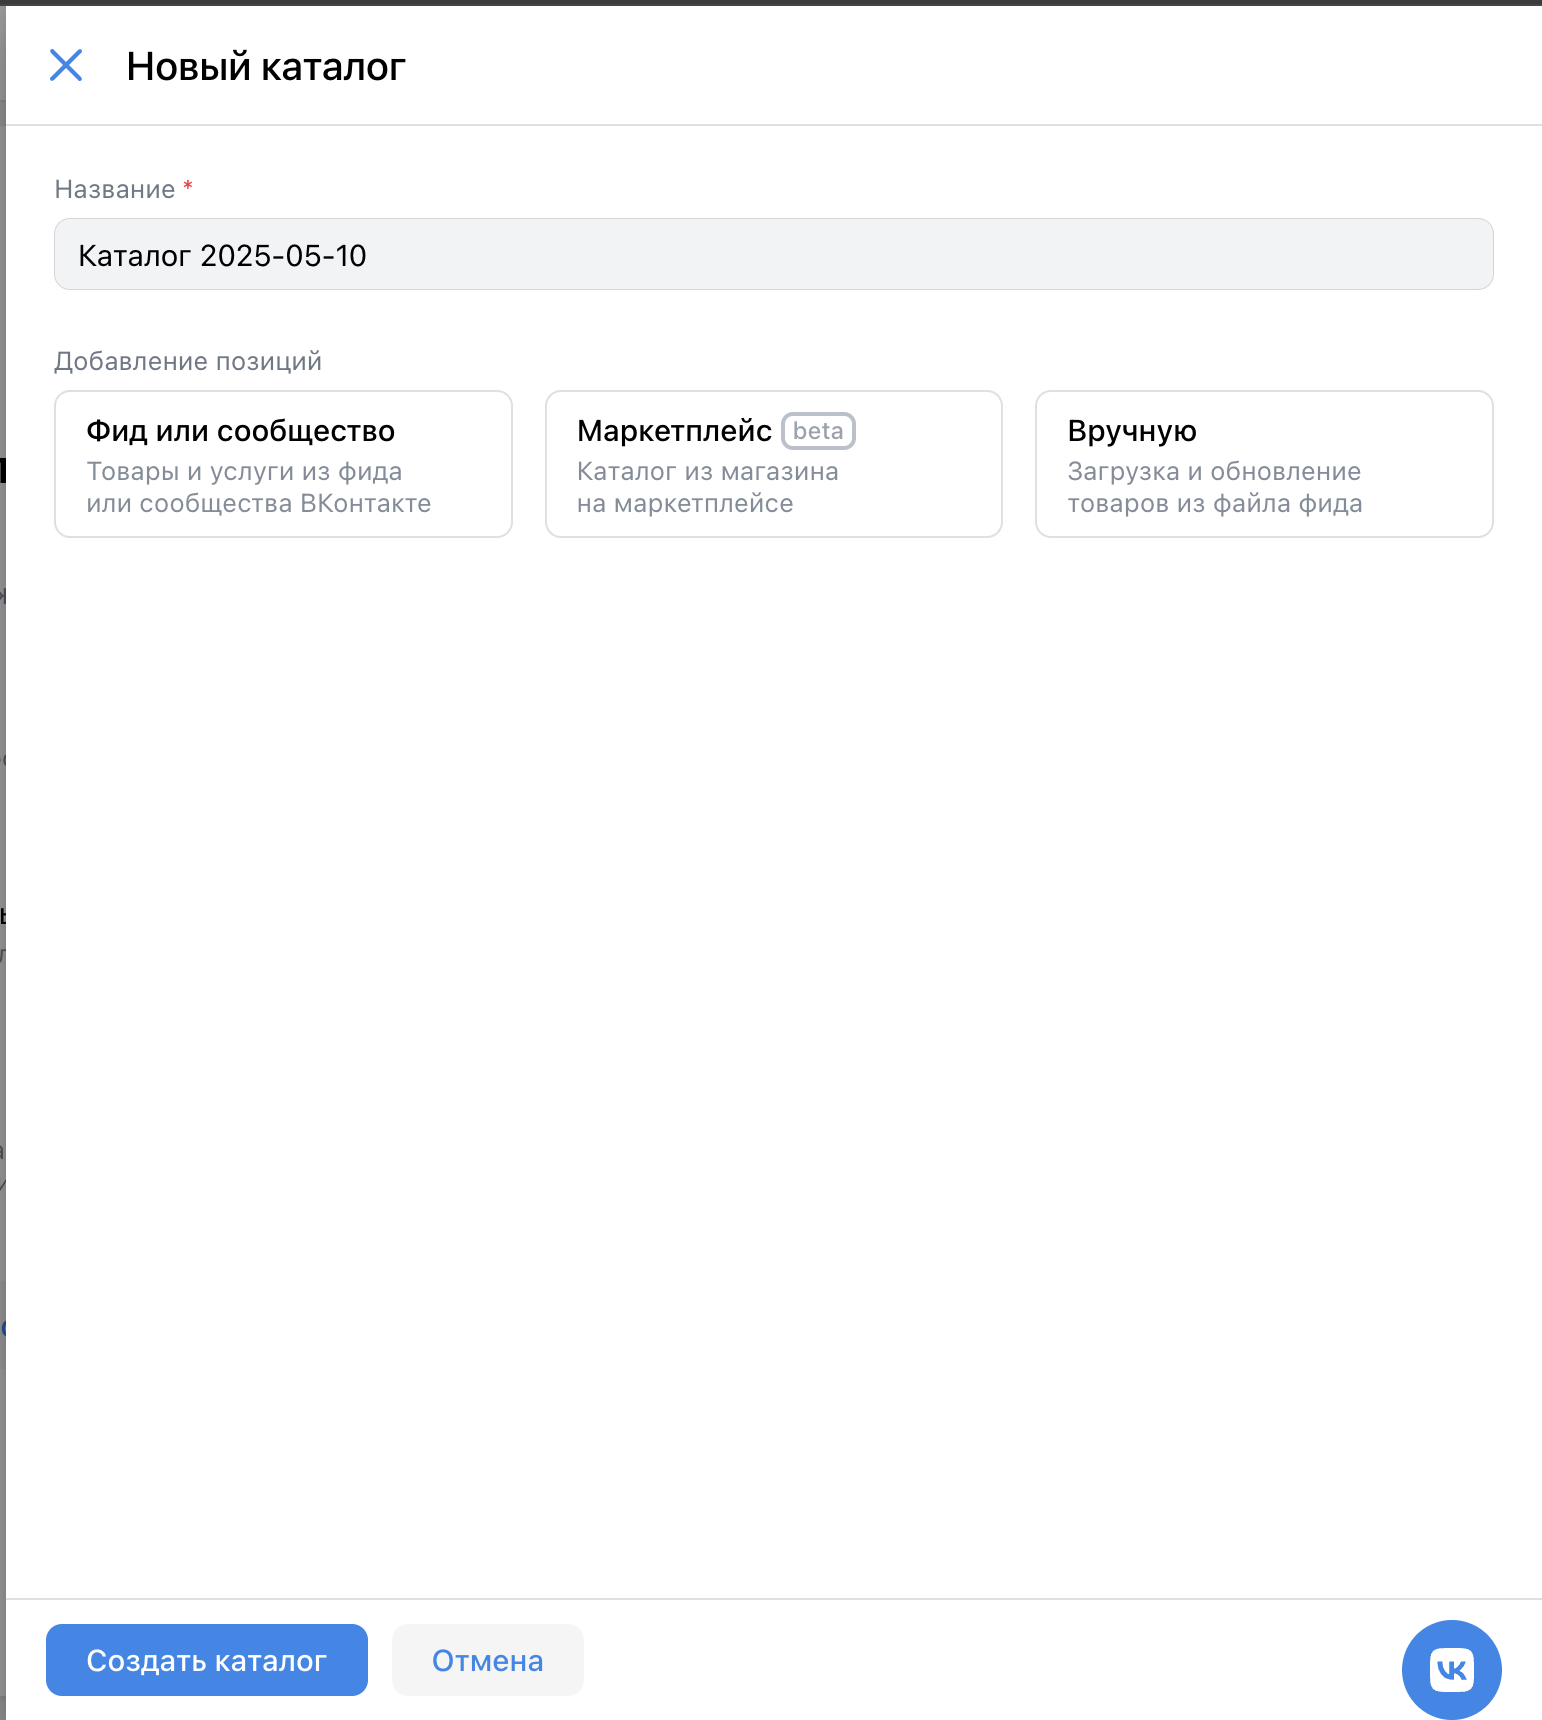 Новый каталог
Название *
Каталог 2025-05-10
Добавление позиций
Фид или сообщество
Товары и услуги из фида
или сообщества ВКонтакте
Маркетплейс beta
Каталог из магазина
на маркетплейсе
Вручную
Загрузка и обновление
товаров из файла фида
Создать каталог
Отмена